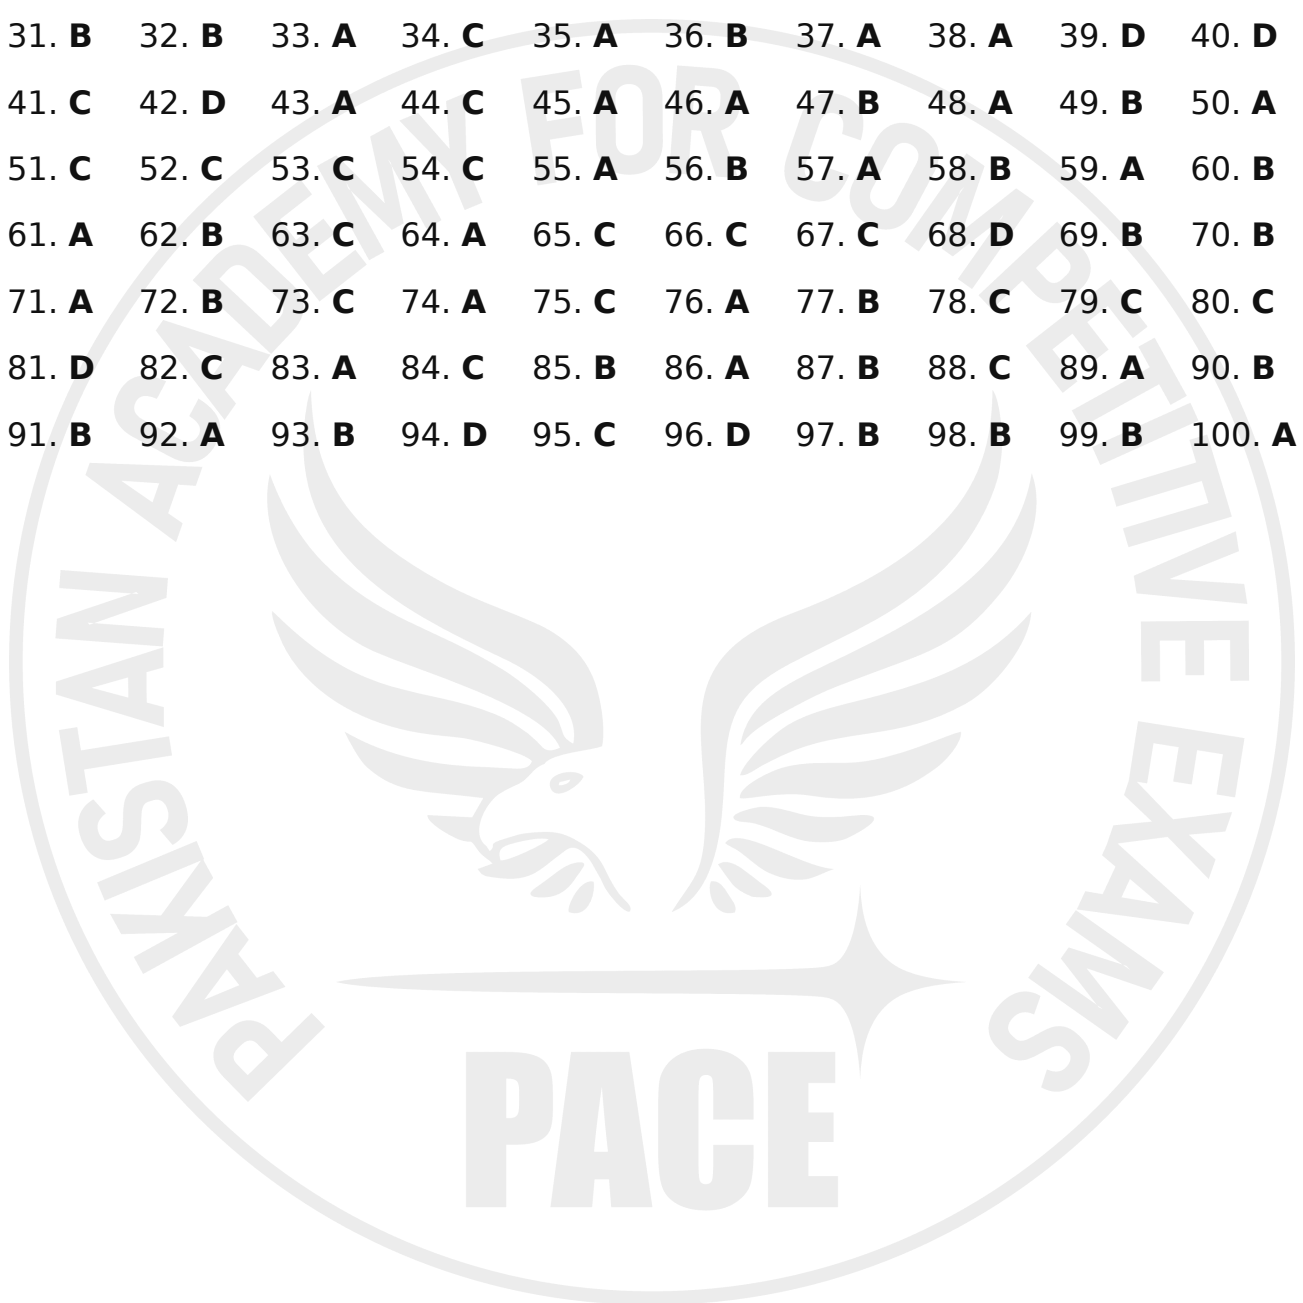 31. B 32. B 33. A 34. C 35. A 36. B 37. A 38. A 39. D 40. D
41. C 42. D 43. A 44. C 45. A 46. A 47. B 48. A 49. B 50. A
51. C 52. C 53. C 54. C 55. A 56. B 57. A 58. B 59. A 60. B
61. A 62. B 63. C 64. A 65. C 66. C 67. C 68. D 69. B 70. B
71. A 72. B 73. C 74. A 75. C 76. A 77. B 78. C 79. C 80. C
81. D 82. C 83. A 84. C 85. B 86. A 87. B 88. C 89. A 90. B
91. B 92. A 93. B 94. D 95. C 96. D 97. B 98. B 99. B 100. A
PAKISTAN ACADEMY FOR COMPETITIVE EXAMS
PACE